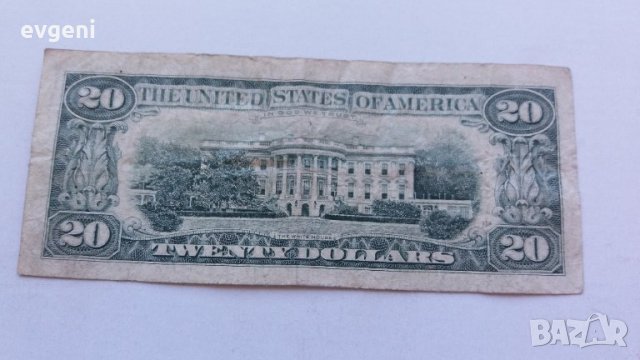 evgeni
20 THE UNITED STATES OF AMERICA 20
IN GOD WE TRUST
THE WHITE HOUSE
20 TWENTY DOLLARS 20
BAZAR